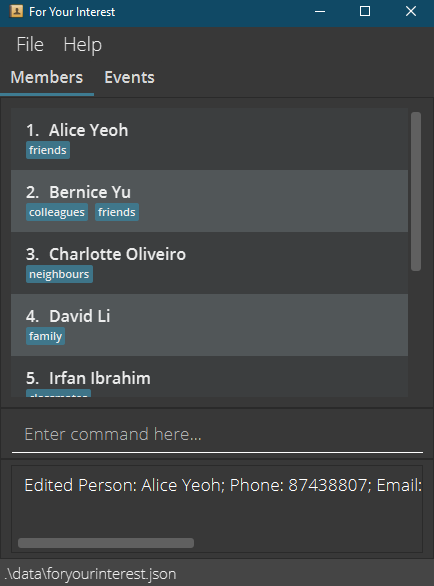 For Your Interest
File Help
Members Events
1. Alice Yeoh
friends
2. Bernice Yu
colleagues friends
3. Charlotte Oliveiro
neighbours
4. David Li
family
5. Irfan Ibrahim
classmates
Enter command here...
Edited Person: Alice Yeoh; Phone: 87438807; Email:
.\data\foryourinterest.json